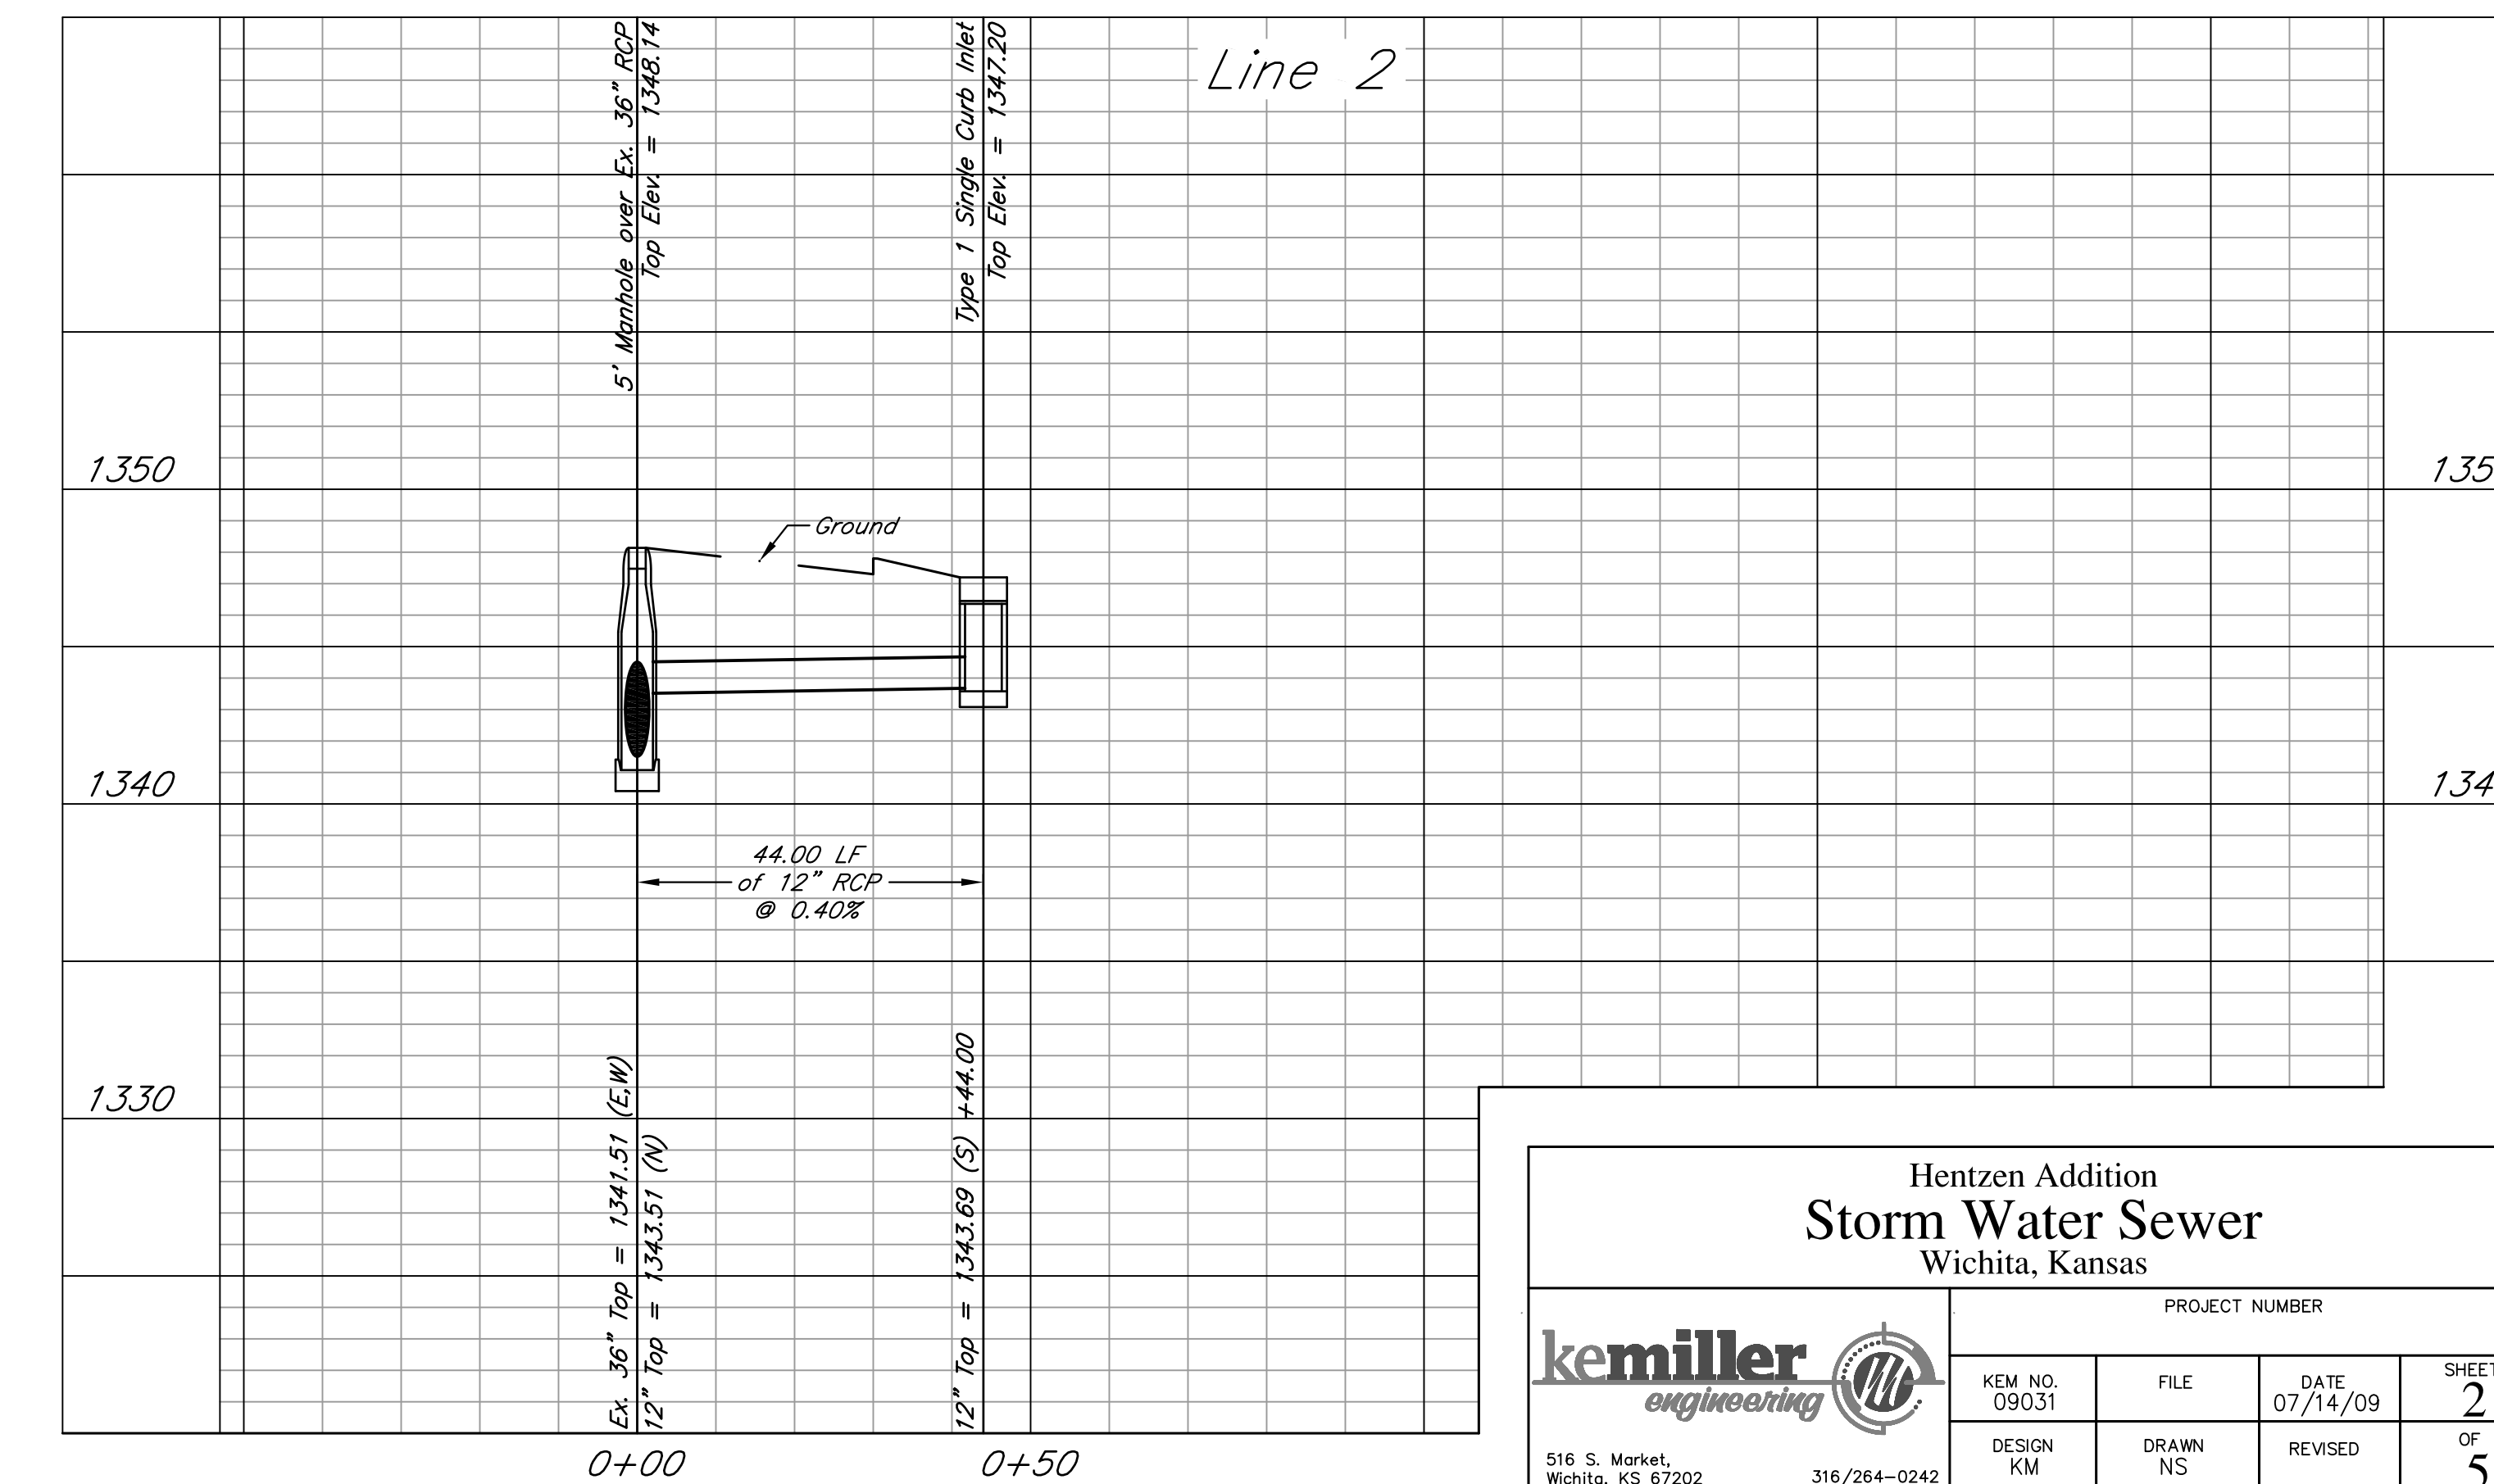 Line 2
5' Manhole over Ex. 36" RCP
Top Elev. = 1348.14
Type 1 Single Curb Inlet
Top Elev. = 1347.20
1350
135
Ground
1340
134
44.00 LF
of 12" RCP
@ 0.40%
1330
Ex. 36" Top = 1341.51 (E,W)
12" Top = 1343.51 (N)
12" Top = 1343.69 (S) +44.00
0+00
0+50
Hentzen Addition
Storm Water Sewer
Wichita, Kansas
kemiller
engineering
516 S. Market,
Wichita, KS 67202
316/264-0242
PROJECT NUMBER
KEM NO.
09031
FILE
DATE
07/14/09
SHEET
2
DESIGN
KM
DRAWN
NS
REVISED
OF
5